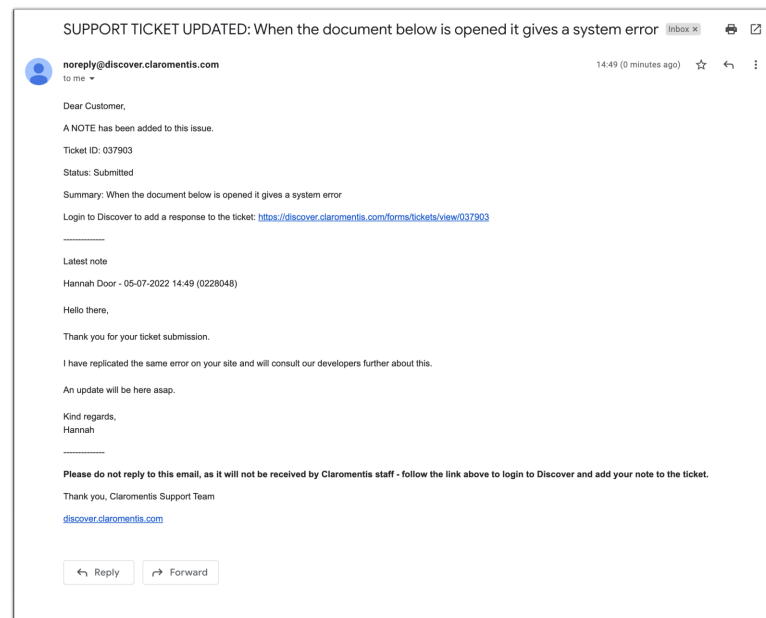 SUPPORT TICKET UPDATED: When the document below is opened it gives a system error Inbox ×
noreply@discover.claromentis.com 14:49 (0 minutes ago)
to me
Dear Customer,
A NOTE has been added to this issue.
Ticket ID: 037903
Status: Submitted
Summary: When the document below is opened it gives a system error
Login to Discover to add a response to the ticket: https://discover.claromentis.com/forms/tickets/view/037903
--------------
Latest note
Hannah Door - 05-07-2022 14:49 (0228048)
Hello there,
Thank you for your ticket submission.
I have replicated the same error on your site and will consult our developers further about this.
An update will be here asap.
Kind regards,
Hannah
--------------
Please do not reply to this email, as it will not be received by Claromentis staff - follow the link above to login to Discover and add your note to the ticket.
Thank you, Claromentis Support Team
discover.claromentis.com
Reply Forward